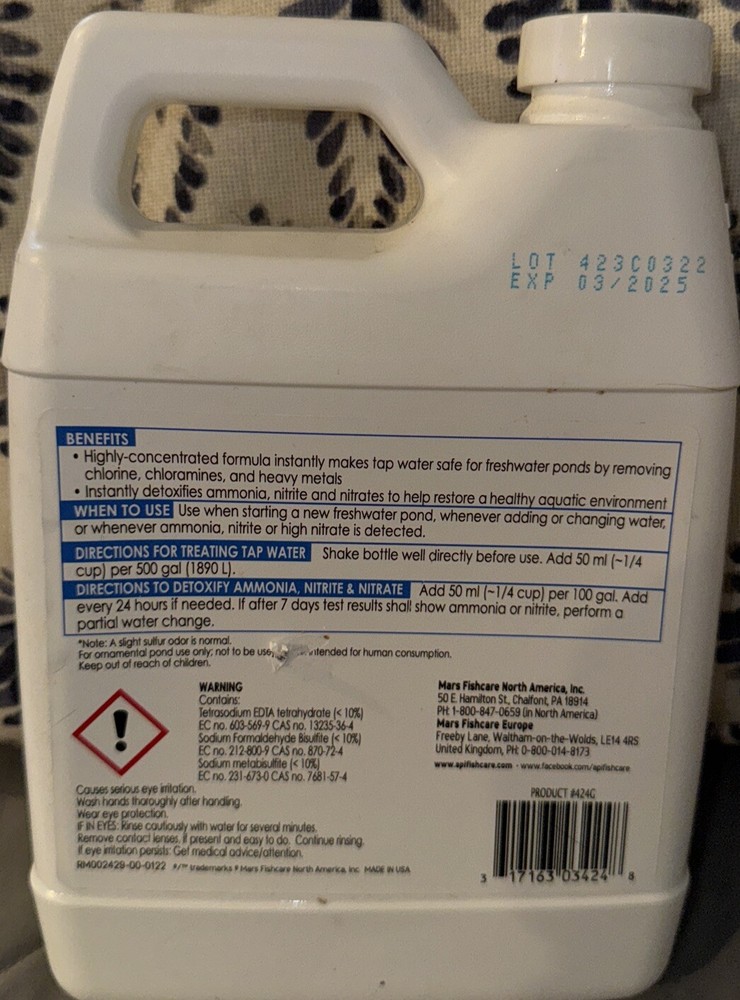 LOT 423C0322
EXP 03/2025
BENEFITS
• Highly-concentrated formula instantly makes tap water safe for freshwater ponds by removing
chlorine, chloramines, and heavy metals
• Instantly detoxifies ammonia, nitrite and nitrates to help restore a healthy aquatic environment
WHEN TO USE Use when starting a new freshwater pond, whenever adding or changing water,
or whenever ammonia, nitrite or high nitrate is detected.
DIRECTIONS FOR TREATING TAP WATER Shake bottle well directly before use. Add 50 ml (~1/4
cup) per 500 gal (1890 L).
DIRECTIONS TO DETOXIFY AMMONIA, NITRITE & NITRATE Add 50 ml (~1/4 cup) per 100 gal. Add
every 24 hours if needed. If after 7 days test results shall show ammonia or nitrite, perform a
partial water change.
*Note: A slight sulfur odor is normal.
For ornamental pond use only; not to be use intended for human consumption.
Keep out of reach of children.
WARNING
Contains:
Tetrasodium EDTA tetrahydrate (< 10%)
EC no. 603-569-9 CAS no. 13235-36-4
Sodium Formaldehyde Bisulfite (< 10%)
EC no. 212-800-9 CAS no. 870-72-4
Sodium metabisulfite (< 10%)
EC no. 231-673-0 CAS no. 7681-57-4
Causes serious eye irritation.
Wash hands thoroughly after handling.
Wear eye protection.
IF IN EYES: Rinse cautiously with water for several minutes.
Remove contact lenses, if present and easy to do. Continue rinsing.
If eye irritation persists: Get medical advice/attention.
RM002429-00-0122 ®/™ trademarks © Mars Fishcare North America, Inc. MADE IN USA
Mars Fishcare North America, Inc.
50 E. Hamilton St., Chalfont, PA 18914
PH: 1-800-847-0659 (in North America)
Mars Fishcare Europe
Freeby Lane, Waltham-on-the-Wolds, LE14 4RS
United Kingdom, PH: 0-800-014-8173
www.apifishcare.com - www.facebook.com/apifishcare
PRODUCT #424G
3 17163 03424 8